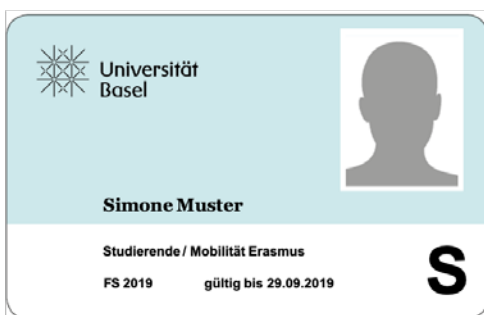 Universität
Basel
Simone Muster
Studierende / Mobilität Erasmus
FS 2019 gültig bis 29.09.2019
S